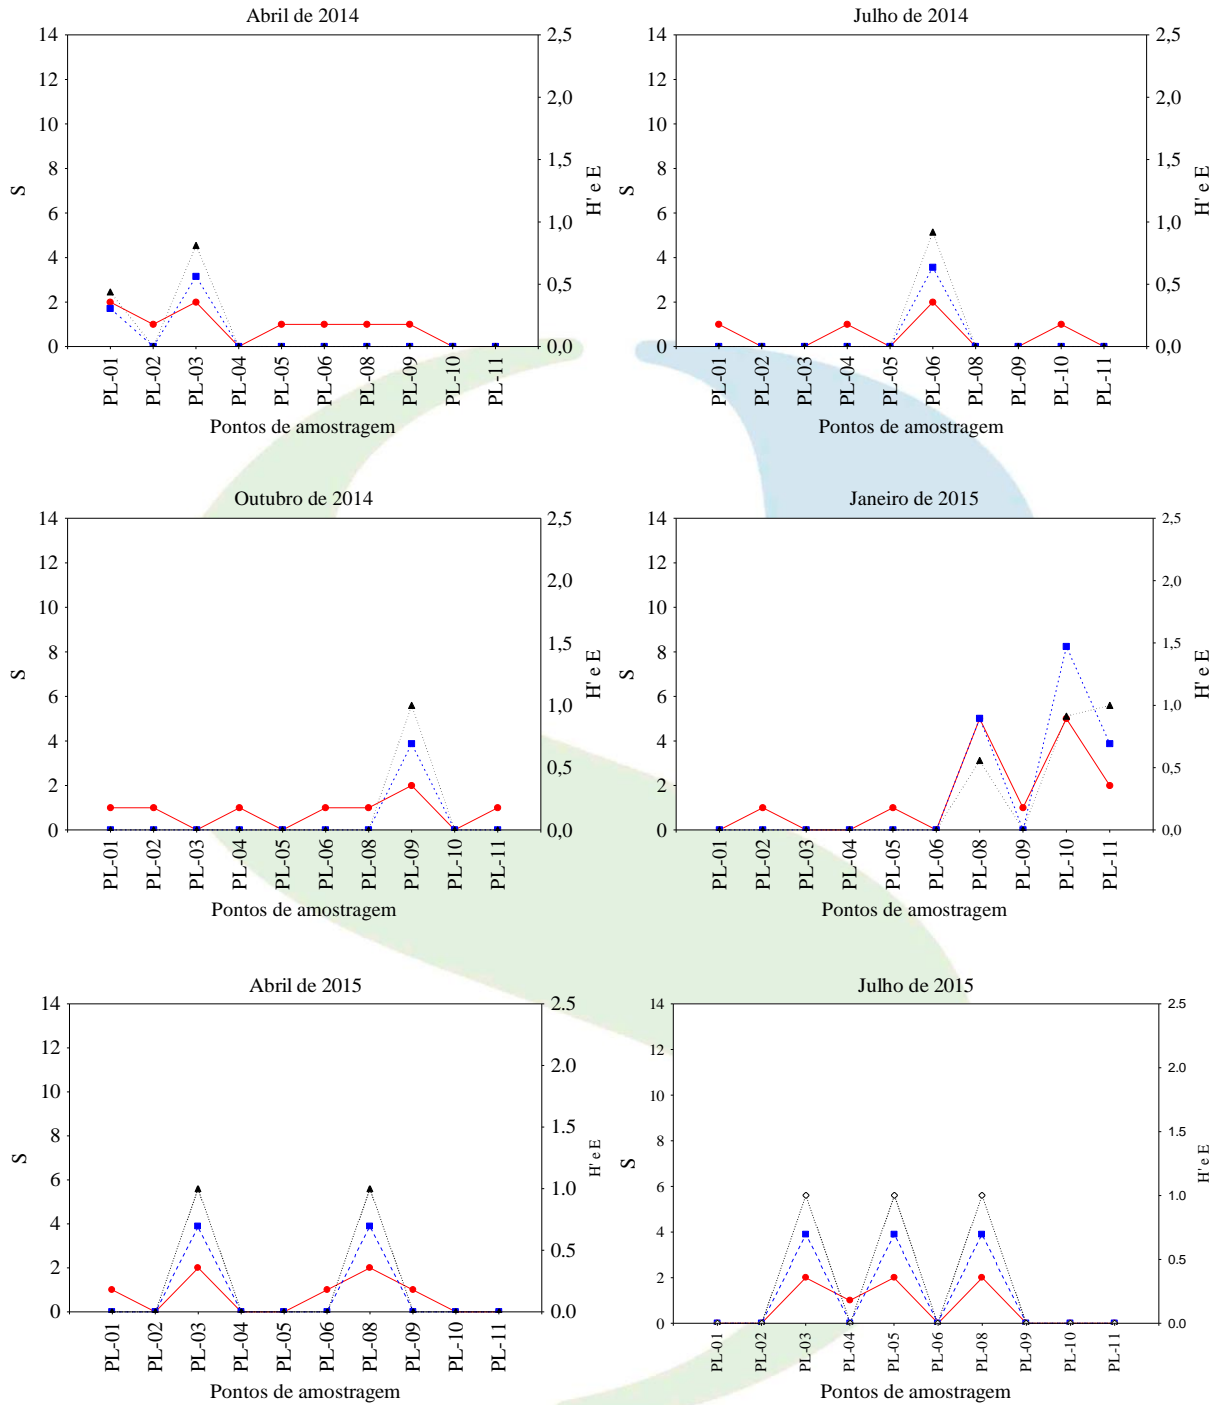 Abril de 2014
14
12
10
8
6
4
2
0
S
2,5
2,0
1,5
1,0
0,5
0,0
H' e E
PL-01
PL-02
PL-03
PL-04
PL-05
PL-06
PL-08
PL-09
PL-10
PL-11
Pontos de amostragem
Julho de 2014
14
12
10
8
6
4
2
0
S
2,5
2,0
1,5
1,0
0,5
0,0
H' e E
PL-01
PL-02
PL-03
PL-04
PL-05
PL-06
PL-08
PL-09
PL-10
PL-11
Pontos de amostragem
Outubro de 2014
14
12
10
8
6
4
2
0
S
2,5
2,0
1,5
1,0
0,5
0,0
H' e E
PL-01
PL-02
PL-03
PL-04
PL-05
PL-06
PL-08
PL-09
PL-10
PL-11
Pontos de amostragem
Janeiro de 2015
14
12
10
8
6
4
2
0
S
2,5
2,0
1,5
1,0
0,5
0,0
H' e E
PL-01
PL-02
PL-03
PL-04
PL-05
PL-06
PL-08
PL-09
PL-10
PL-11
Pontos de amostragem
Abril de 2015
14
12
10
8
6
4
2
0
S
2.5
2.0
1.5
1.0
0.5
0.0
H' e E
PL-01
PL-02
PL-03
PL-04
PL-05
PL-06
PL-08
PL-09
PL-10
PL-11
Pontos de amostragem
Julho de 2015
14
12
10
8
6
4
2
0
S
2.5
2.0
1.5
1.0
0.5
0.0
H' e E
PL-01
PL-02
PL-03
PL-04
PL-05
PL-06
PL-08
PL-09
PL-10
PL-11
Pontos de amostragem